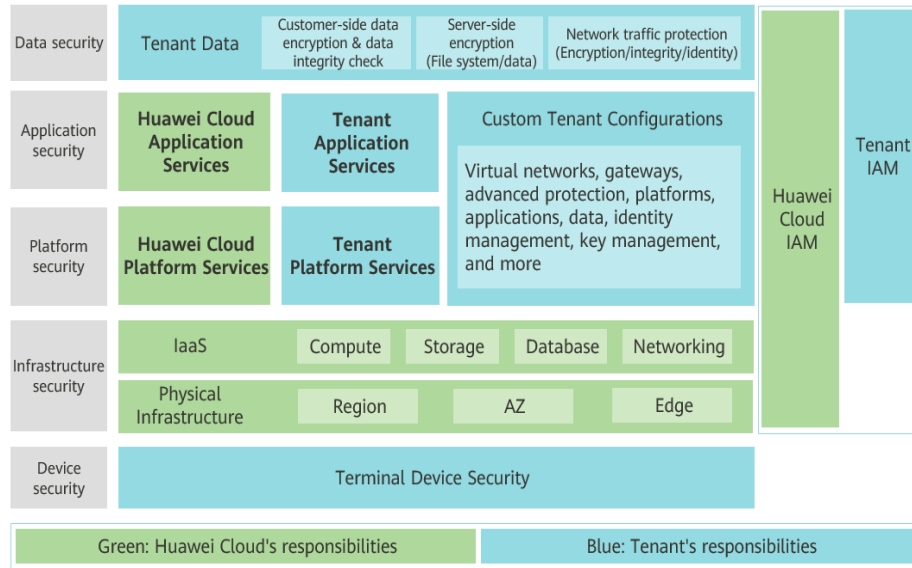 Data security
Tenant Data
Customer-side data
encryption & data
integrity check
Server-side
encryption
(File system/data)
Network traffic protection
(Encryption/integrity/identity)
Application
security
Huawei Cloud
Application
Services
Tenant
Application
Services
Custom Tenant Configurations
Virtual networks, gateways,
advanced protection, platforms,
applications, data, identity
management, key management,
and more
Platform
security
Huawei Cloud
Platform Services
Tenant
Platform Services
Huawei
Cloud
IAM
Tenant
IAM
Infrastructure
security
IaaS
Compute
Storage
Database
Networking
Physical
Infrastructure
Region
AZ
Edge
Device
security
Terminal Device Security
Green: Huawei Cloud's responsibilities
Blue: Tenant's responsibilities